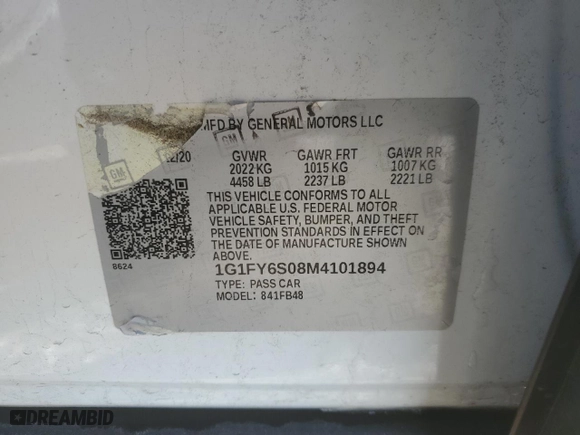 MFD BY GENERAL MOTORS LLC
GM
2/20 GVWR GAWR FRT GAWR RR
2022 KG 1015 KG 1007 KG
4458 LB 2237 LB 2221 LB
THIS VEHICLE CONFORMS TO ALL
APPLICABLE U.S. FEDERAL MOTOR
VEHICLE SAFETY, BUMPER, AND THEFT
PREVENTION STANDARDS IN EFFECT ON
THE DATE OF MANUFACTURE SHOWN
ABOVE.
8624
1G1FY6S08M4101894
TYPE: PASS CAR
MODEL: 841FB48
DREAMBID